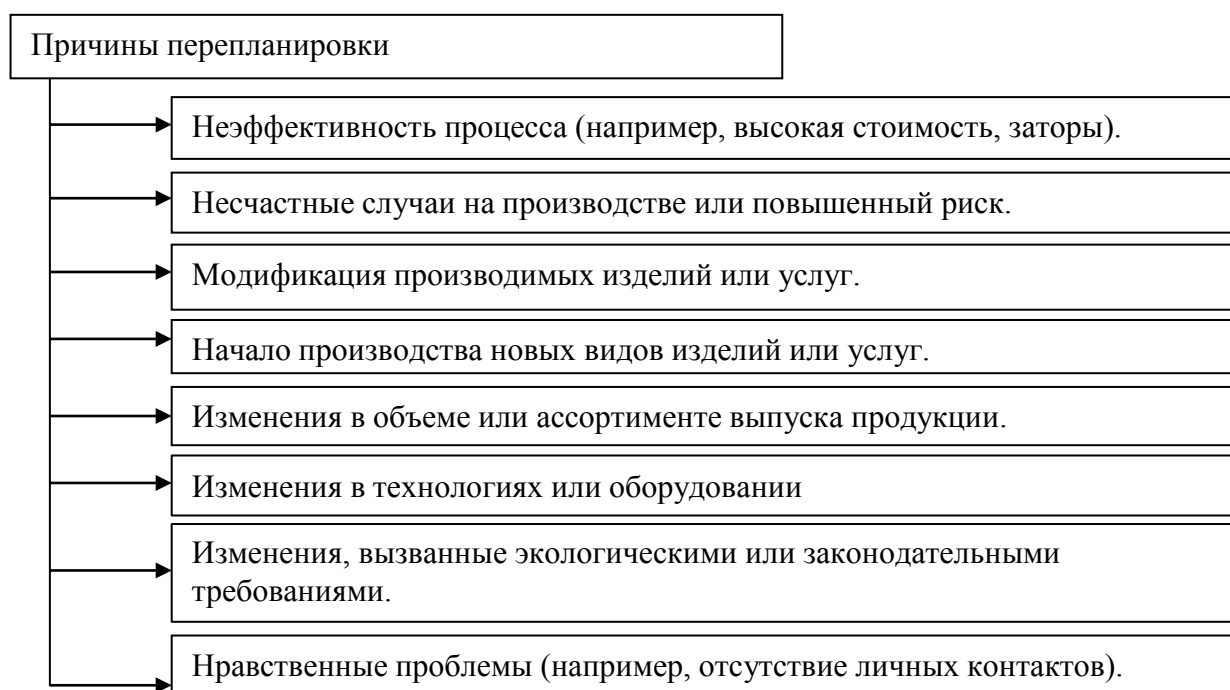 Причины перепланировки
Неэффективность процесса (например, высокая стоимость, заторы).
Несчастные случаи на производстве или повышенный риск.
Модификация производимых изделий или услуг.
Начало производства новых видов изделий или услуг.
Изменения в объеме или ассортименте выпуска продукции.
Изменения в технологиях или оборудовании
Изменения, вызванные экологическими или законодательными
требованиями.
Нравственные проблемы (например, отсутствие личных контактов).